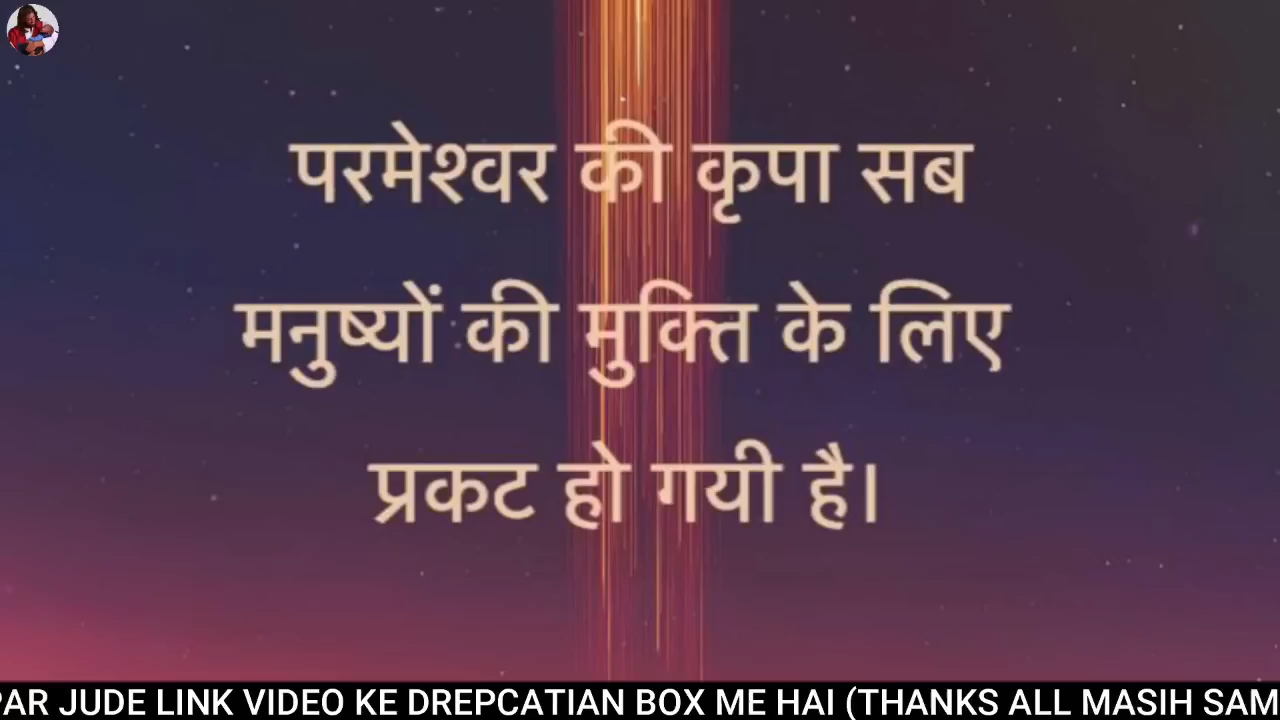 परमेश्वर की कृपा सब
मनुष्यों की मुक्ति के लिए
प्रकट हो गयी है।
PAR JUDE LINK VIDEO KE DREPCATIAN BOX ME HAI (THANKS ALL MASIH SAM